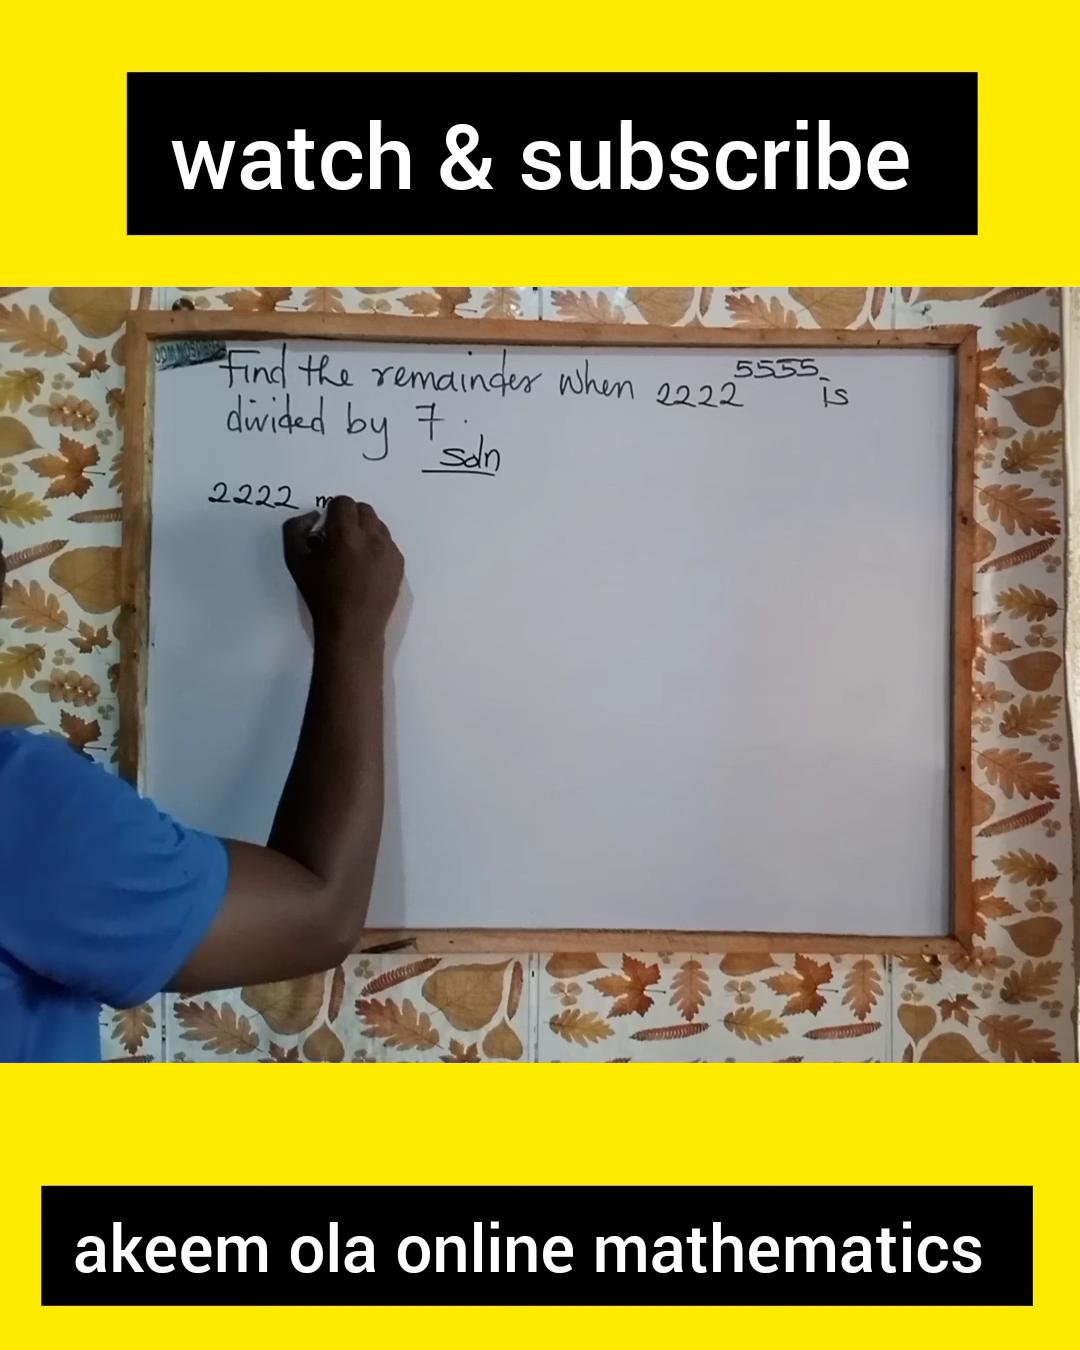 watch & subscribe
Find the remainder when 2222^5555 is
divided by 7.
Soln
2222 m
akeem ola online mathematics